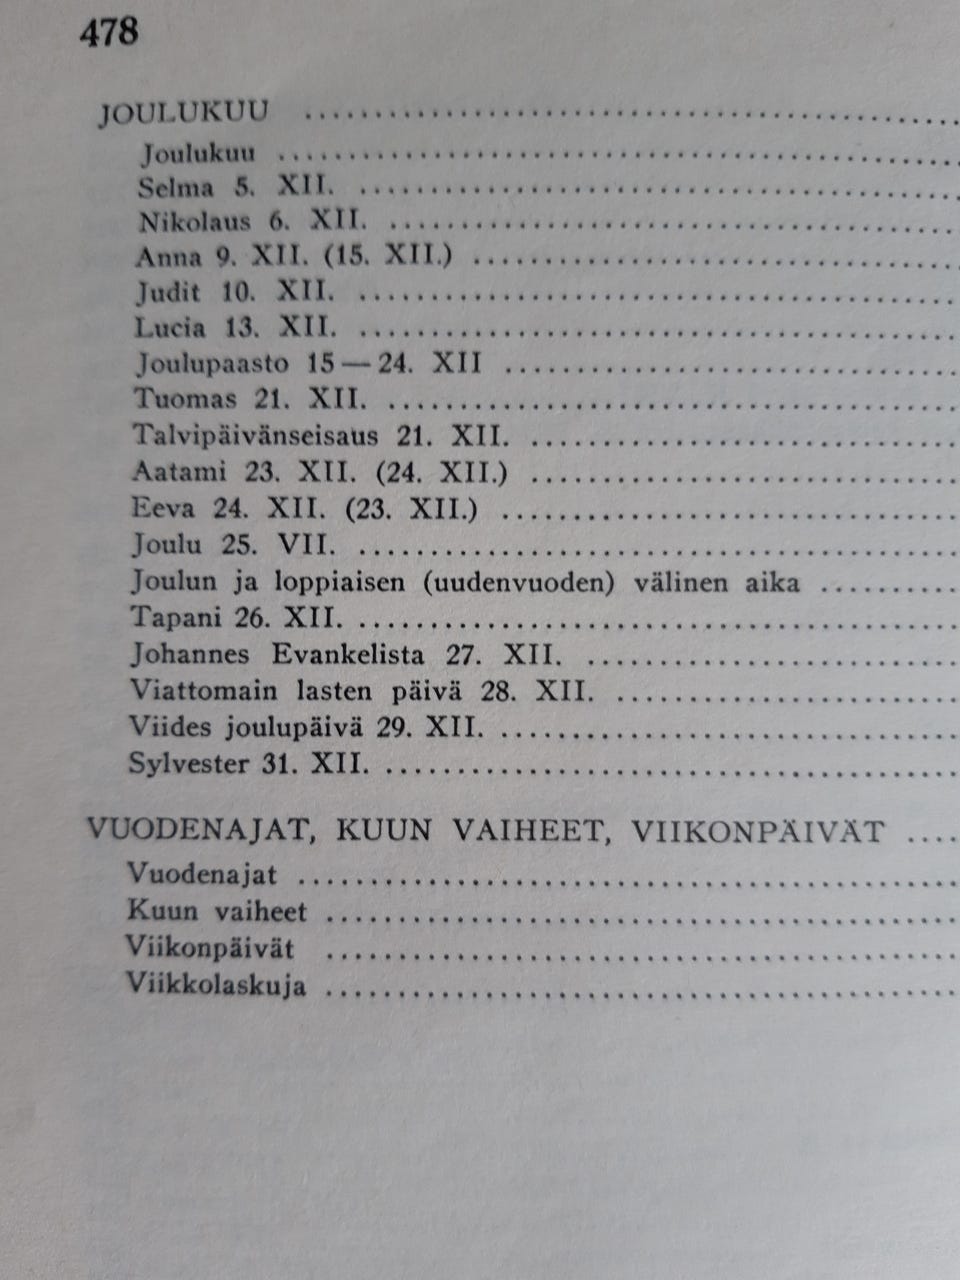 478
JOULUKUU ........................................
Joulukuu ........................................
Selma 5. XII. ........................................
Nikolaus 6. XII. ........................................
Anna 9. XII. (15. XII.) ........................................
Judit 10. XII. ........................................
Lucia 13. XII. ........................................
Joulupaasto 15 — 24. XII ........................................
Tuomas 21. XII. ........................................
Talvipäivänseisaus 21. XII. ........................................
Aatami 23. XII. (24. XII.) ........................................
Eeva 24. XII. (23. XII.) ........................................
Joulu 25. VII. ........................................
Joulun ja loppiaisen (uudenvuoden) välinen aika ..........
Tapani 26. XII. ........................................
Johannes Evankelista 27. XII. ........................................
Viattomain lasten päivä 28. XII. ........................................
Viides joulupäivä 29. XII. ........................................
Sylvester 31. XII. ........................................
VUODENAJAT, KUUN VAIHEET, VIIKONPÄIVÄT ....
Vuodenajat ........................................
Kuun vaiheet ........................................
Viikonpäivät ........................................
Viikkolaskuja ........................................